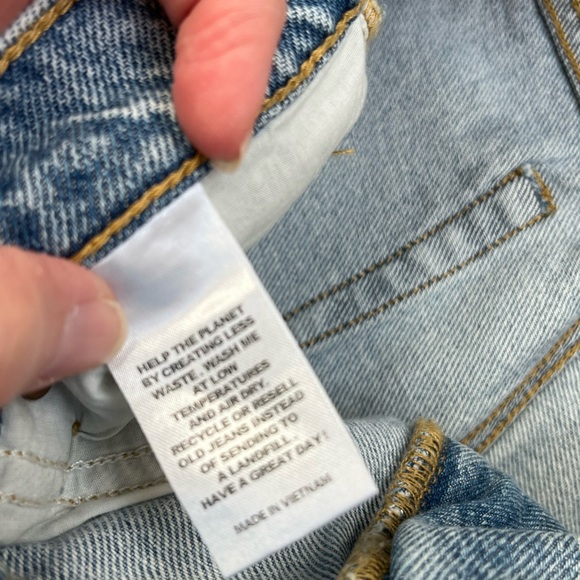 HELP THE PLANET
BY CREATING LESS
WASTE. WASH ME
AT LOW
TEMPERATURES
AND AIR DRY.
RECYCLE OR RESELL
OLD JEANS INSTEAD
OF SENDING TO
A LANDFILL.
HAVE A GREAT DAY!
MADE IN VIETNAM